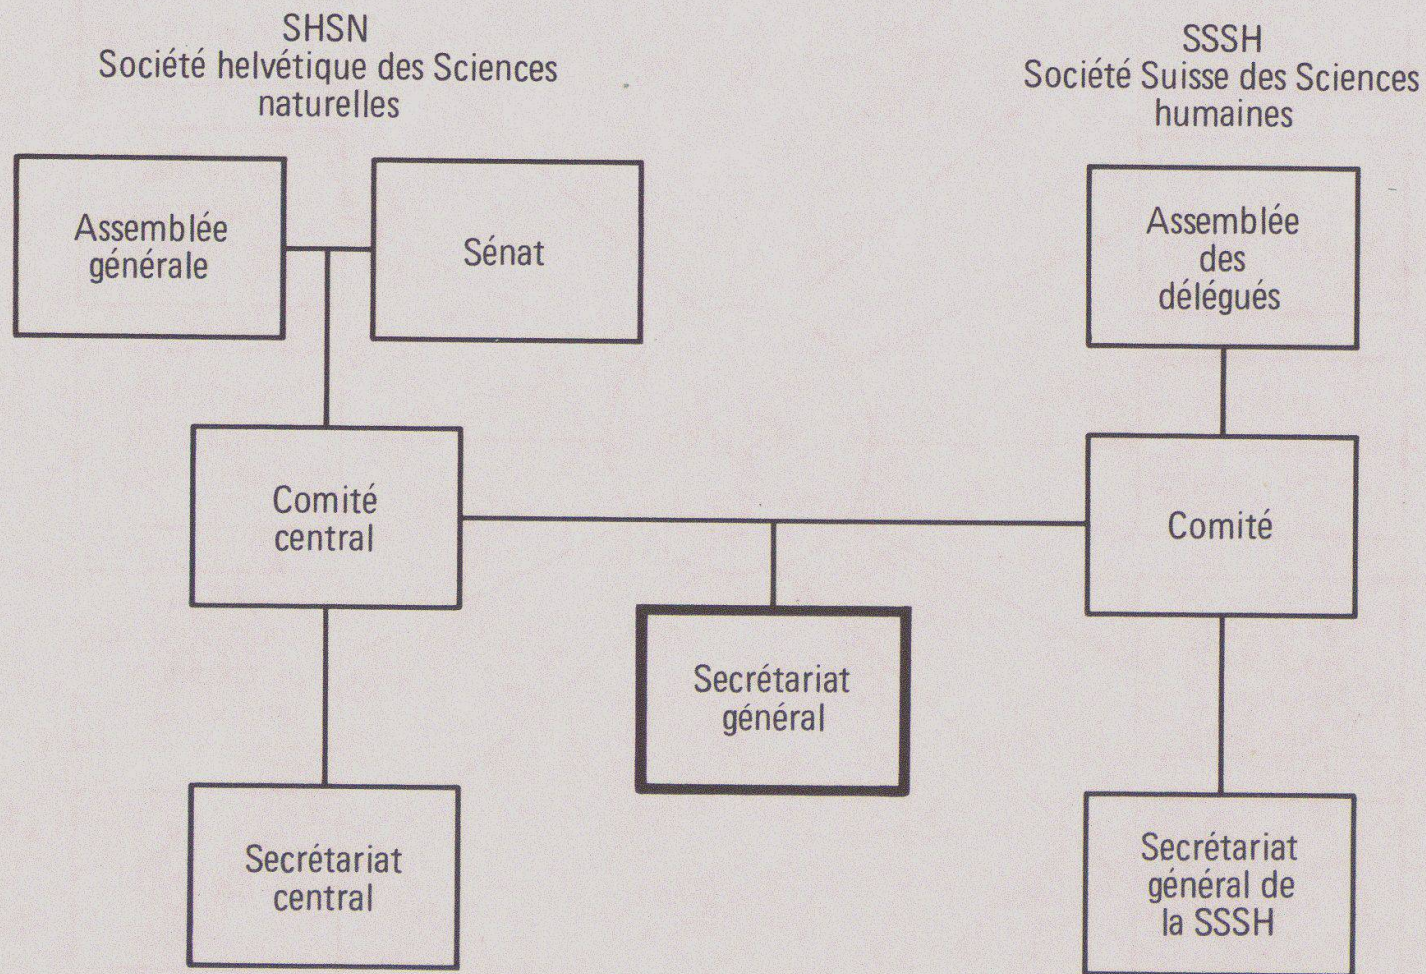 SHSN
Société helvétique des Sciences
naturelles
SSSH
Société Suisse des Sciences
humaines
Assemblée
générale
Sénat
Assemblée
des
délégués
Comité
central
Comité
Secrétariat
général
Secrétariat
central
Secrétariat
général de
la SSSH